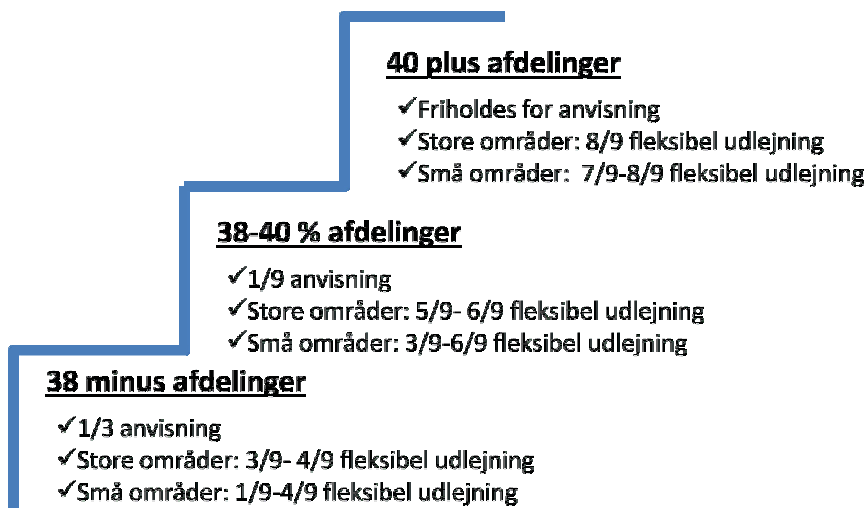 40 plus afdelinger
✓Friholdes for anvisning
✓Store områder: 8/9 fleksibel udlejning
✓Små områder: 7/9-8/9 fleksibel udlejning
38-40 % afdelinger
✓1/9 anvisning
✓Store områder: 5/9- 6/9 fleksibel udlejning
✓Små områder: 3/9-6/9 fleksibel udlejning
38 minus afdelinger
✓1/3 anvisning
✓Store områder: 3/9- 4/9 fleksibel udlejning
✓Små områder: 1/9-4/9 fleksibel udlejning